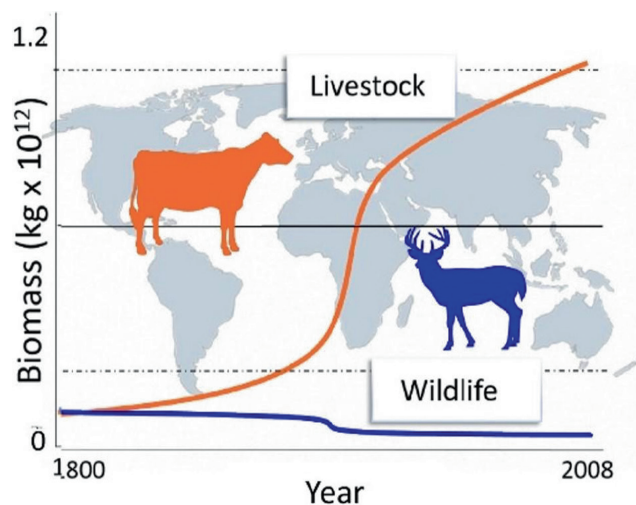 1.2
Livestock
Biomass (kg x 10¹²)
Wildlife
0
1800
2008
Year